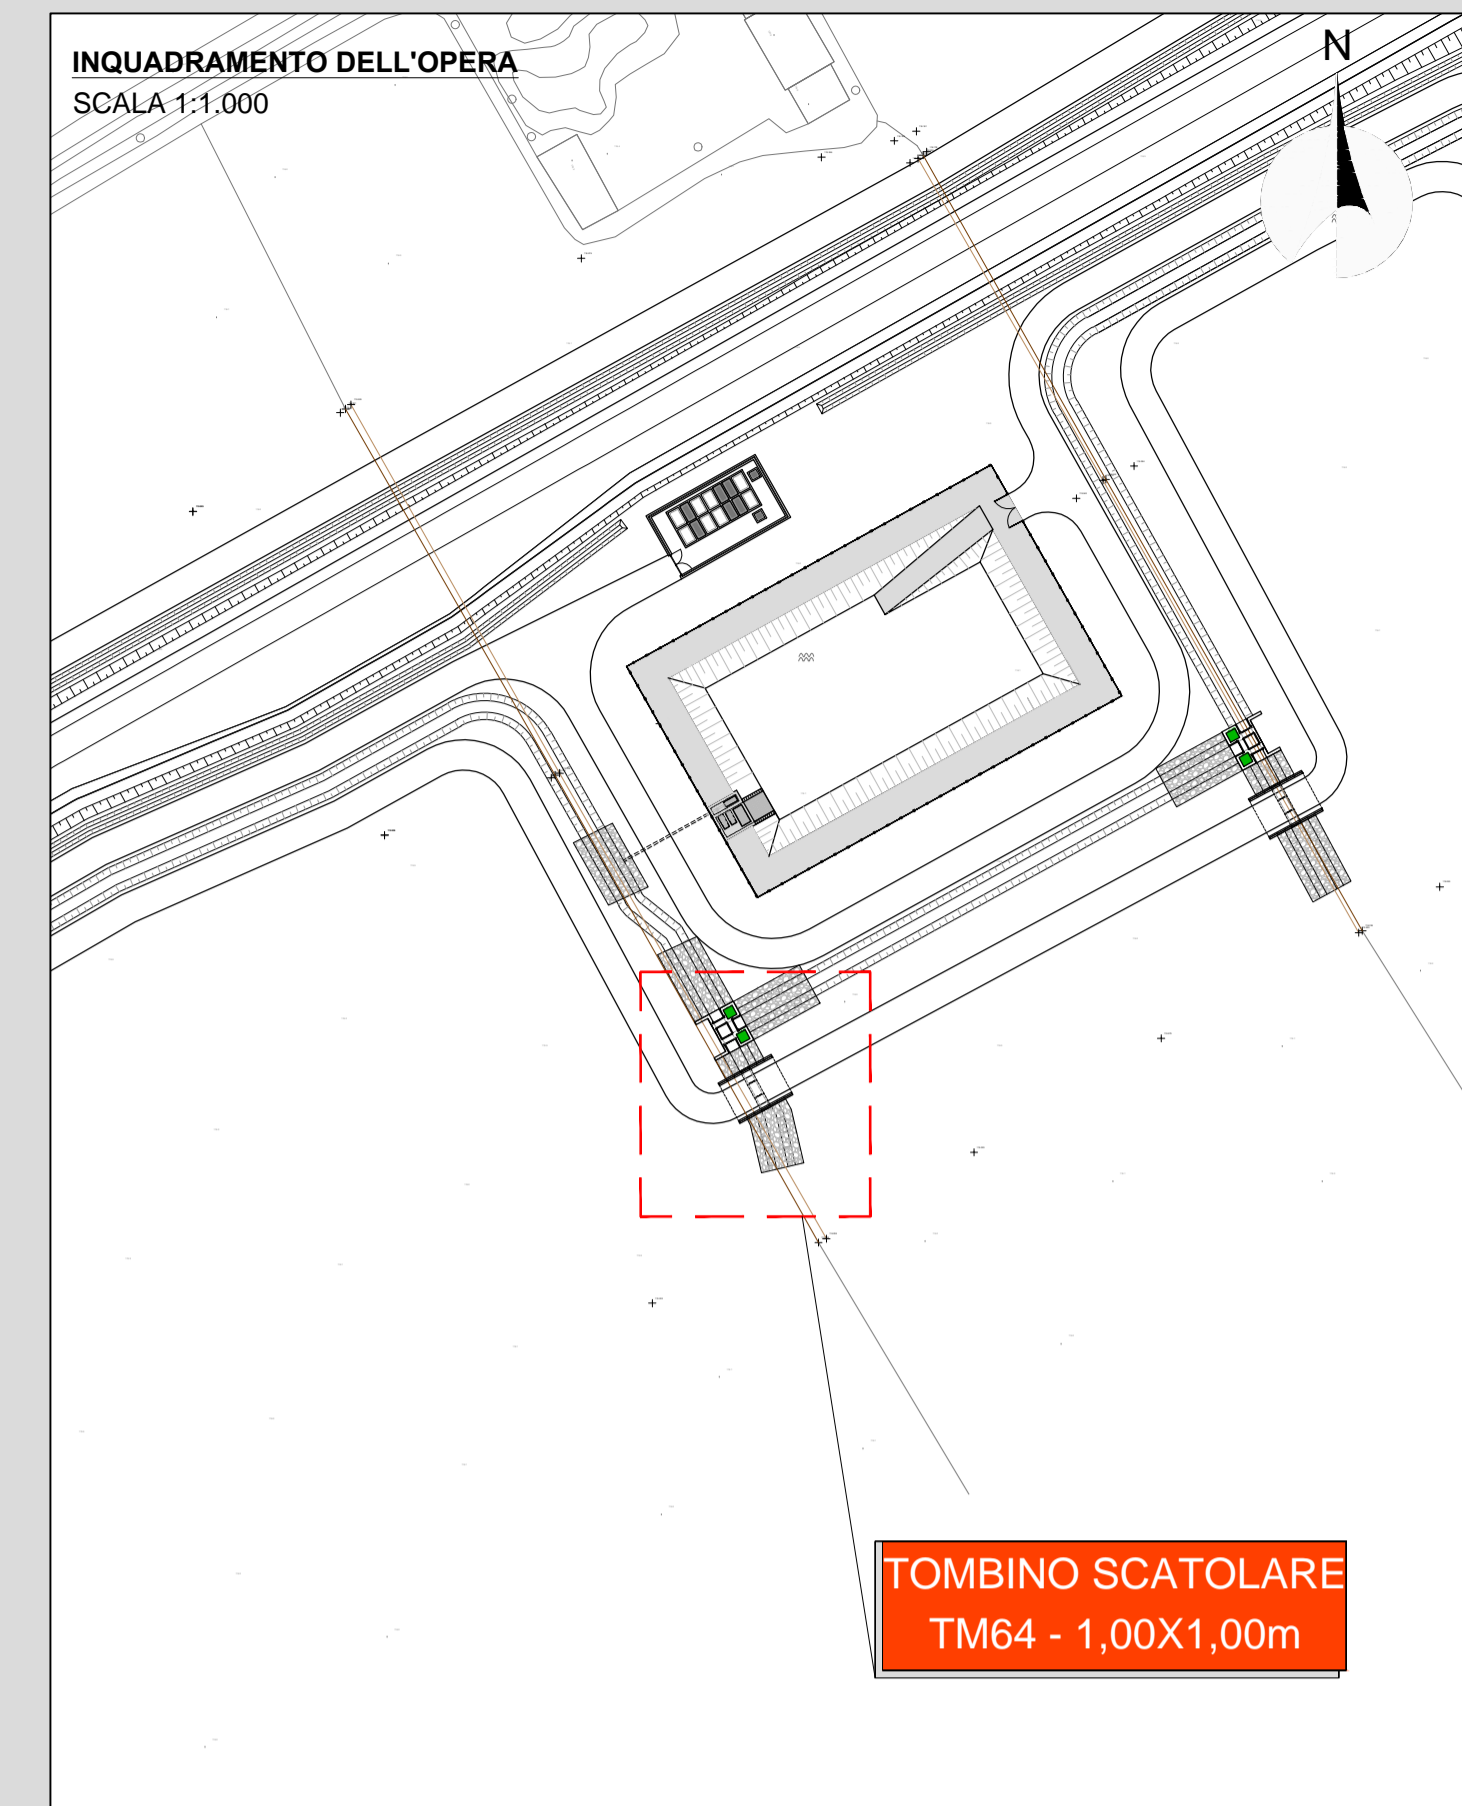 INQUADRAMENTO DELL'OPERA
SCALA 1:1.000
N
TOMBINO SCATOLARE
TM64 - 1,00X1,00m